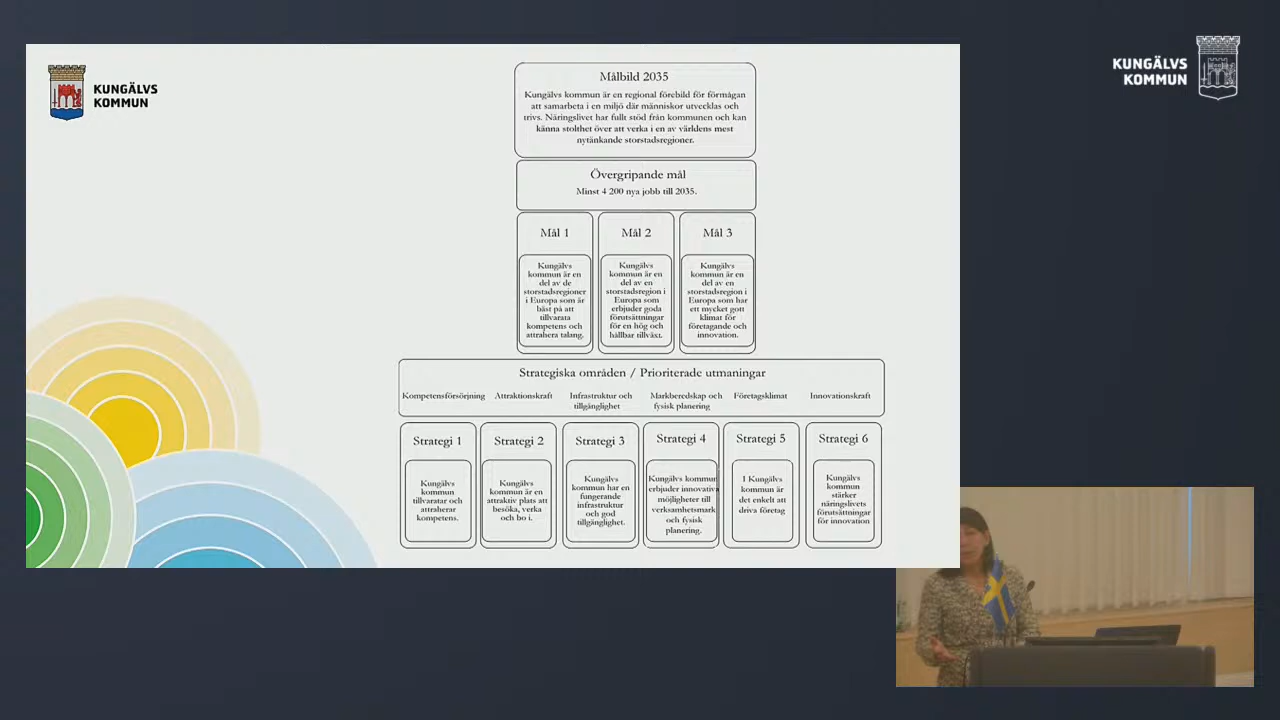 KUNGÄLVS
KOMMUN
KUNGÄLVS
KOMMUN
Målbild 2035
Kungälvs kommun är en regional förebild för förmågan
att samarbeta i en miljö där människor utvecklas och
trivs. Näringslivet har fullt stöd från kommunen och kan
känna stolthet över att verka i en av världens mest
nytänkande storstadsregioner.
Övergripande mål
Minst 4 200 nya jobb till 2035.
Mål 1
Kungälvs
kommun är en
del av de
storstadsregioner
i Europa som är
bäst på att
tillvarata
kompetens och
attrahera talang.
Mål 2
Kungälvs
kommun är en
del av en
storstadsregion i
Europa som
erbjuder goda
förutsättningar
för en hög och
hållbar tillväxt.
Mål 3
Kungälvs
kommun är en
del av en
storstadsregion i
Europa som har
ett mycket gott
klimat för
företagande och
innovation.
Strategiska områden / Prioriterade utmaningar
Kompetensförsörjning
Attraktionskraft
Infrastruktur och
tillgänglighet
Markberedskap och
fysisk planering
Företagsklimat
Innovationskraft
Strategi 1
Kungälvs
kommun
tillvaratar och
attraherar
kompetens.
Strategi 2
Kungälvs
kommun är en
attraktiv plats att
besöka, verka
och bo i.
Strategi 3
Kungälvs
kommun har en
fungerande
infrastruktur
och god
tillgänglighet.
Strategi 4
Kungälvs kommun
erbjuder innovativa
möjligheter till
verksamhetsmark
och fysisk
planering.
Strategi 5
I Kungälvs
kommun är
det enkelt att
driva företag
Strategi 6
Kungälvs
kommun
stärker
näringslivets
förutsättningar
för innovation